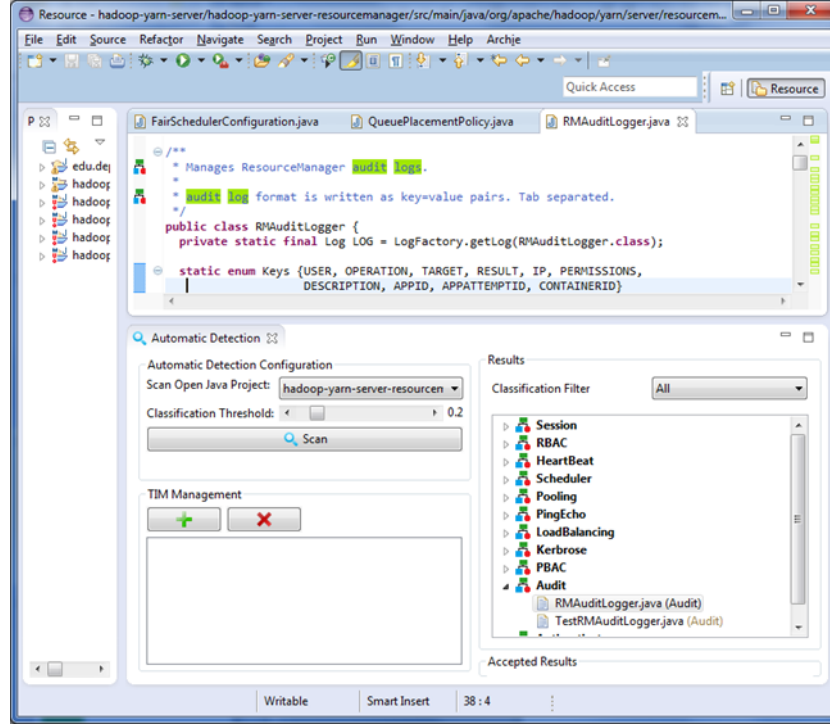 Resource - hadoop-yarn-server/hadoop-yarn-server-resourcemanager/src/main/java/org/apache/hadoop/yarn/server/resourcem...
File Edit Source Refactor Navigate Search Project Run Window Help Archie
Quick Access
Resource
P
FairSchedulerConfiguration.java QueuePlacementPolicy.java RMAuditLogger.java
edu.de
hadoop
hadoop
hadoop
hadoop
hadoop
/**
* Manages ResourceManager audit logs.
*
* audit log format is written as key=value pairs. Tab separated.
*/
public class RMAuditLogger {
private static final Log LOG = LogFactory.getLog(RMAuditLogger.class);
static enum Keys {USER, OPERATION, TARGET, RESULT, IP, PERMISSIONS,
DESCRIPTION, APPID, APPATTEMPTID, CONTAINERID}
Automatic Detection
Automatic Detection Configuration
Scan Open Java Project: hadoop-yarn-server-resourcen
Classification Threshold: 0.2
Scan
TIM Management
Results
Classification Filter All
Session
RBAC
HeartBeat
Scheduler
Pooling
PingEcho
LoadBalancing
Kerbrose
PBAC
Audit
RMAuditLogger.java (Audit)
TestRMAuditLogger.java (Audit)
Accepted Results
Writable Smart Insert 38 : 4